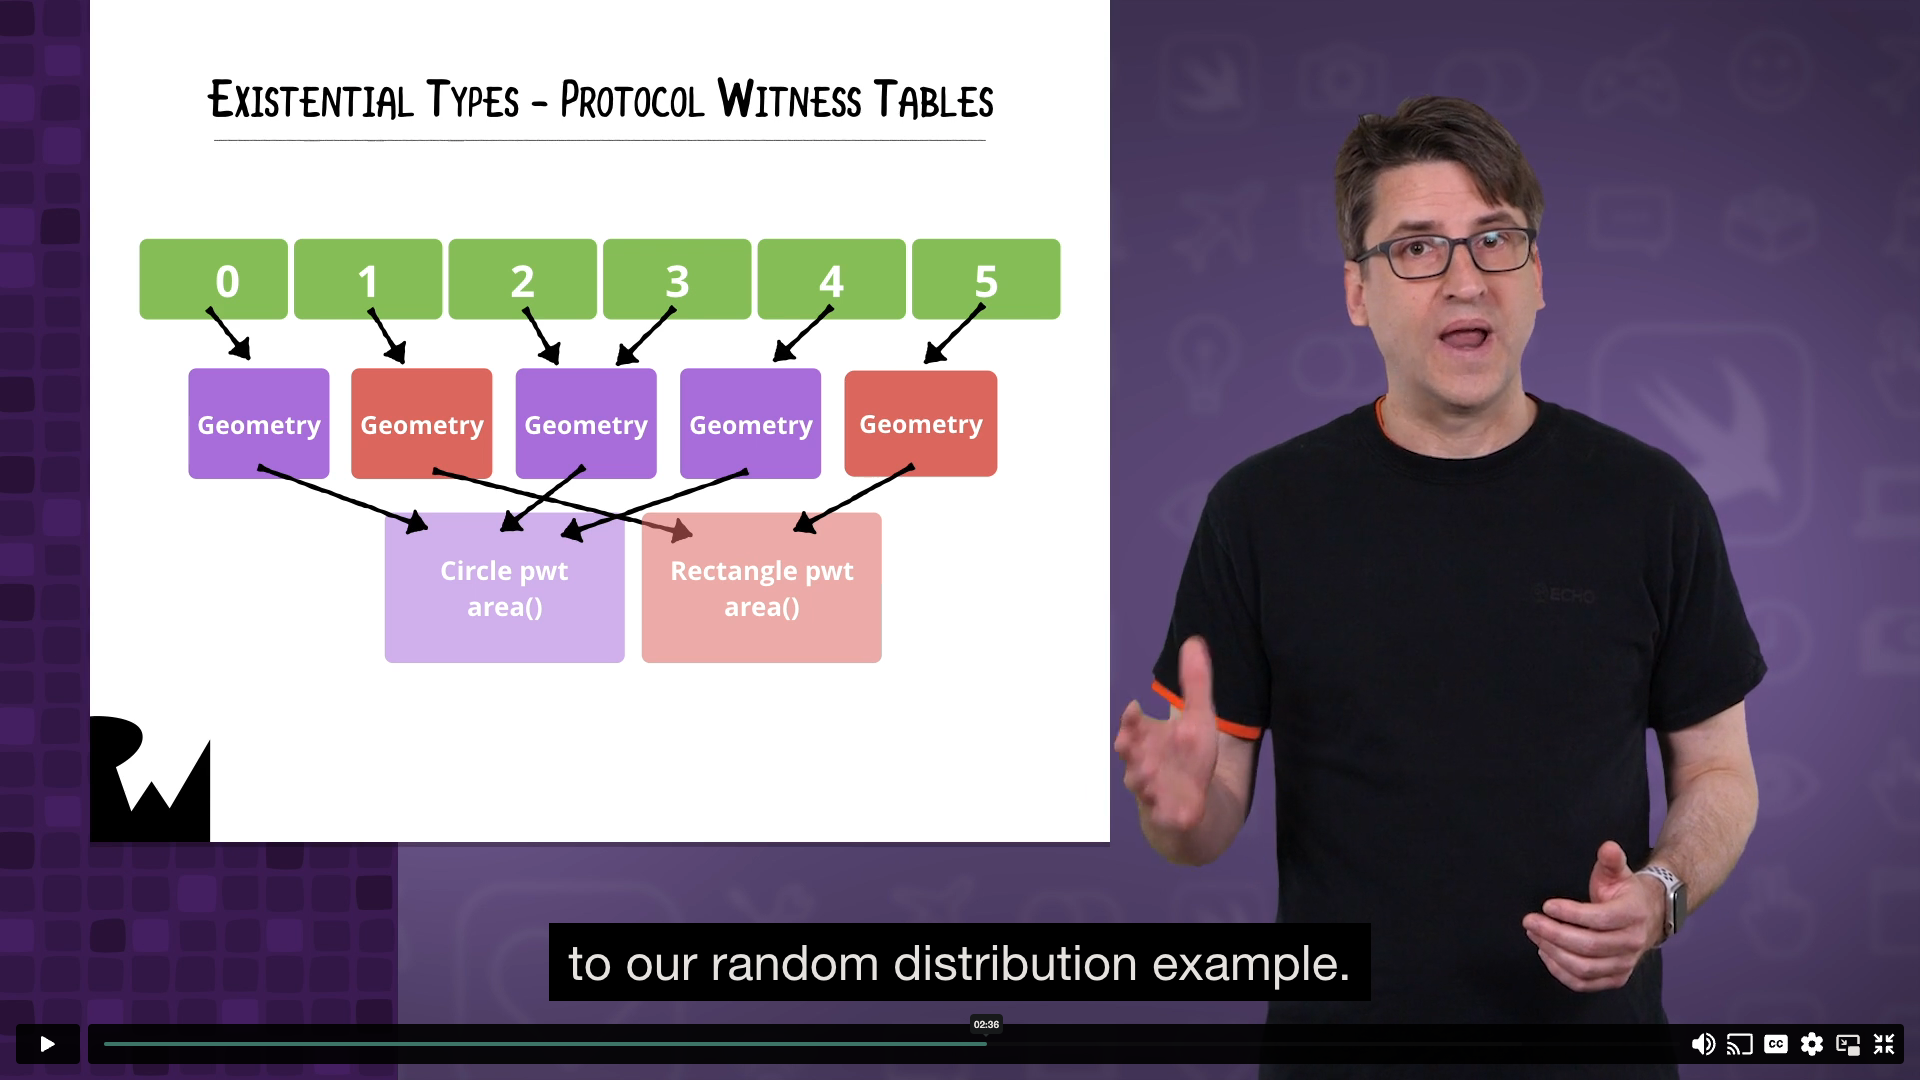 Existential Types - Protocol Witness Tables
0 1 2 3 4 5
Geometry Geometry Geometry Geometry Geometry
Circle pwt
area()
Rectangle pwt
area()
RW
ECHO
to our random distribution example.
02:36
CC